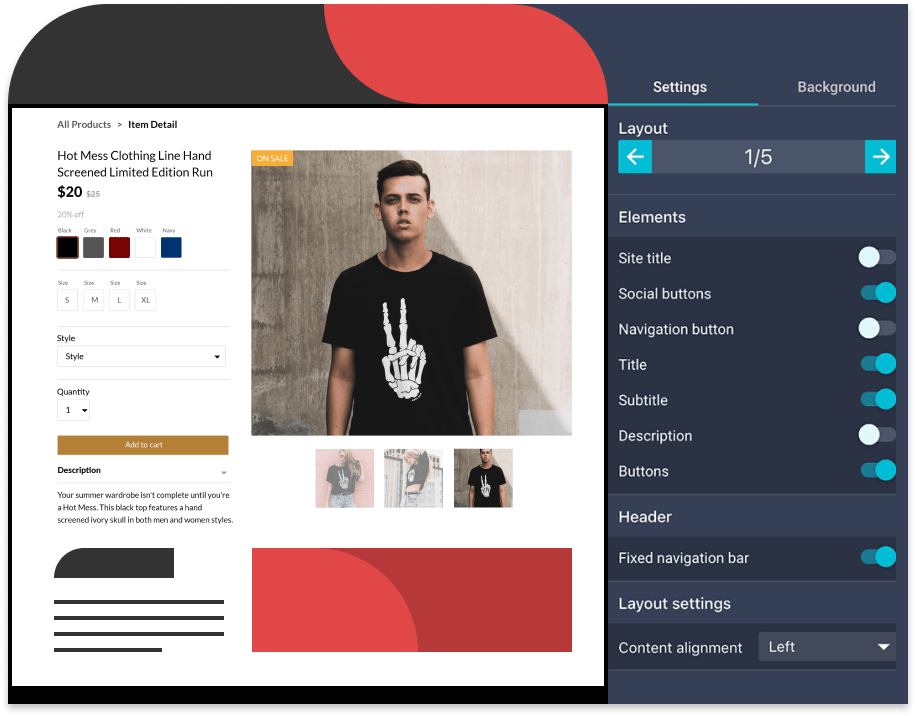 All Products > Item Detail
Hot Mess Clothing Line Hand
Screened Limited Edition Run
$20 $25
20% off
Black Grey Red White Navy
Size Size Size Size
S M L XL
Style
Style
Quantity
1
Add to cart
Description
Your summer wardrobe isn't complete until you're
a Hot Mess. This black top features a hand
screened ivory skull in both men and women styles.
ON SALE
Settings Background
Layout
1/5
Elements
Site title
Social buttons
Navigation button
Title
Subtitle
Description
Buttons
Header
Fixed navigation bar
Layout settings
Content alignment Left